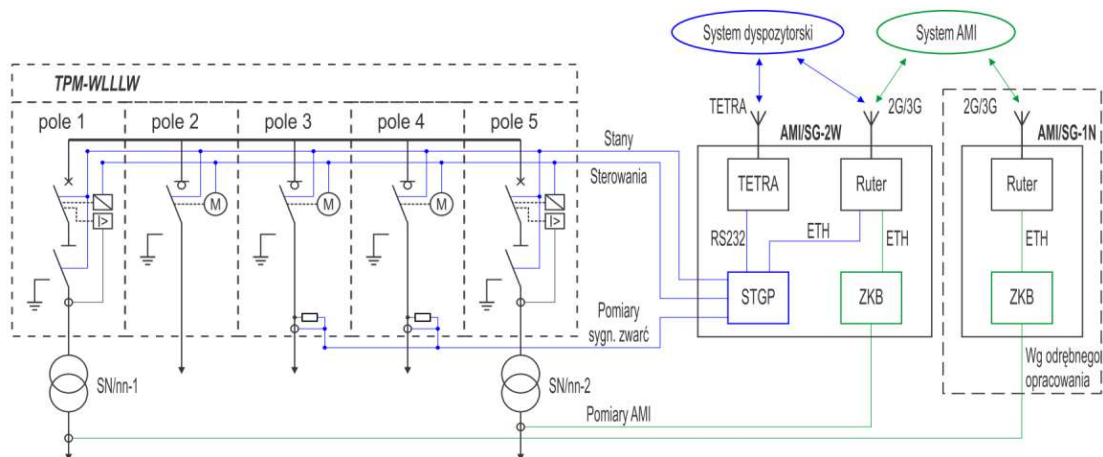 System dyspozytorski
System AMI
TPM-WLLLW
TETRA
2G/3G
2G/3G
AMI/SG-2W
AMI/SG-1N
pole 1
pole 2
pole 3
pole 4
pole 5
Stany
Sterowania
TETRA
Ruter
Ruter
M
M
M
I>
I>
RS232
ETH
ETH
ETH
STGP
ZKB
ZKB
Pomiary
sygn. zwarć
Wg odrębnego
opracowania
SN/nn-1
SN/nn-2
Pomiary AMI